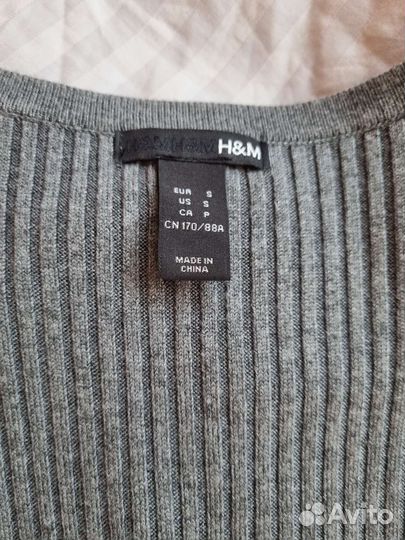 H&M
EUR S
US S
CA P
CN 170/88A
MADE IN
CHINA
Avito